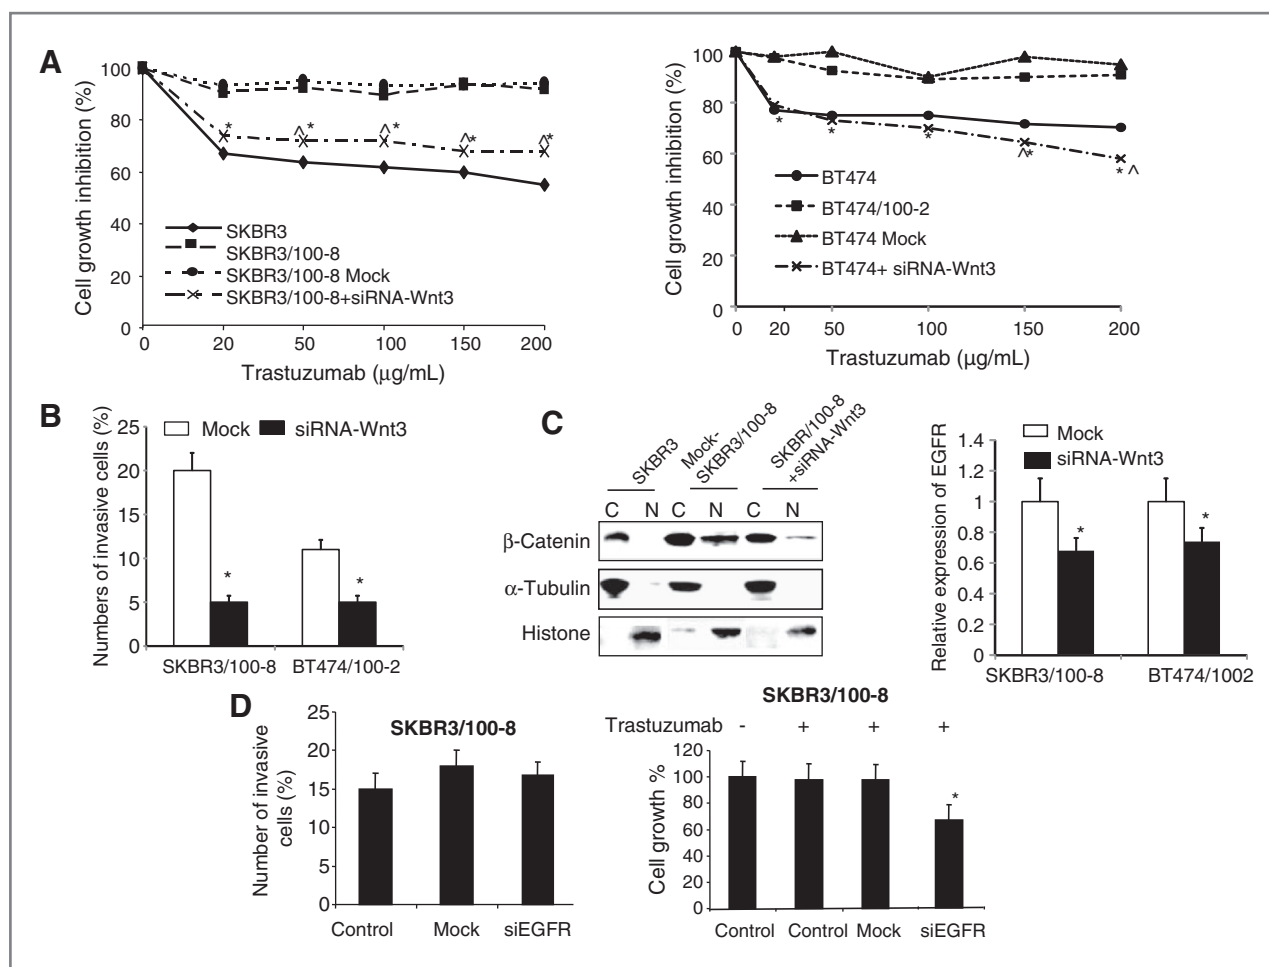 A
Cell growth inhibition (%)
100
80
60
40
20
0
^ * ^ * ^ * ^ *
*
SKBR3
SKBR3/100-8
SKBR3/100-8 Mock
SKBR3/100-8+siRNA-Wnt3
0 20 50 100 150 200
Trastuzumab (μg/mL)
Cell growth inhibition (%)
100
80
60
40
20
0
* * * ^* * ^
BT474
BT474/100-2
BT474 Mock
BT474+ siRNA-Wnt3
0 20 50 100 150 200
Trastuzumab (μg/mL)
B
Numbers of invasive cells (%)
25
20
15
10
5
0
Mock siRNA-Wnt3
* *
SKBR3/100-8 BT474/100-2
C
SKBR3
Mock-
SKBR3/100-8
SKBR/100-8
+siRNA-Wnt3
C N C N C N
β-Catenin
α-Tubulin
Histone
Relative expression of EGFR
1.4
1.2
1
0.8
0.6
0.4
0.2
0
Mock
siRNA-Wnt3
* *
SKBR3/100-8 BT474/1002
D
Number of invasive
cells (%)
25
20
15
10
5
0
SKBR3/100-8
Control Mock siEGFR
SKBR3/100-8
Trastuzumab - + + +
Cell growth %
120
100
80
60
40
20
0
*
Control Control Mock siEGFR